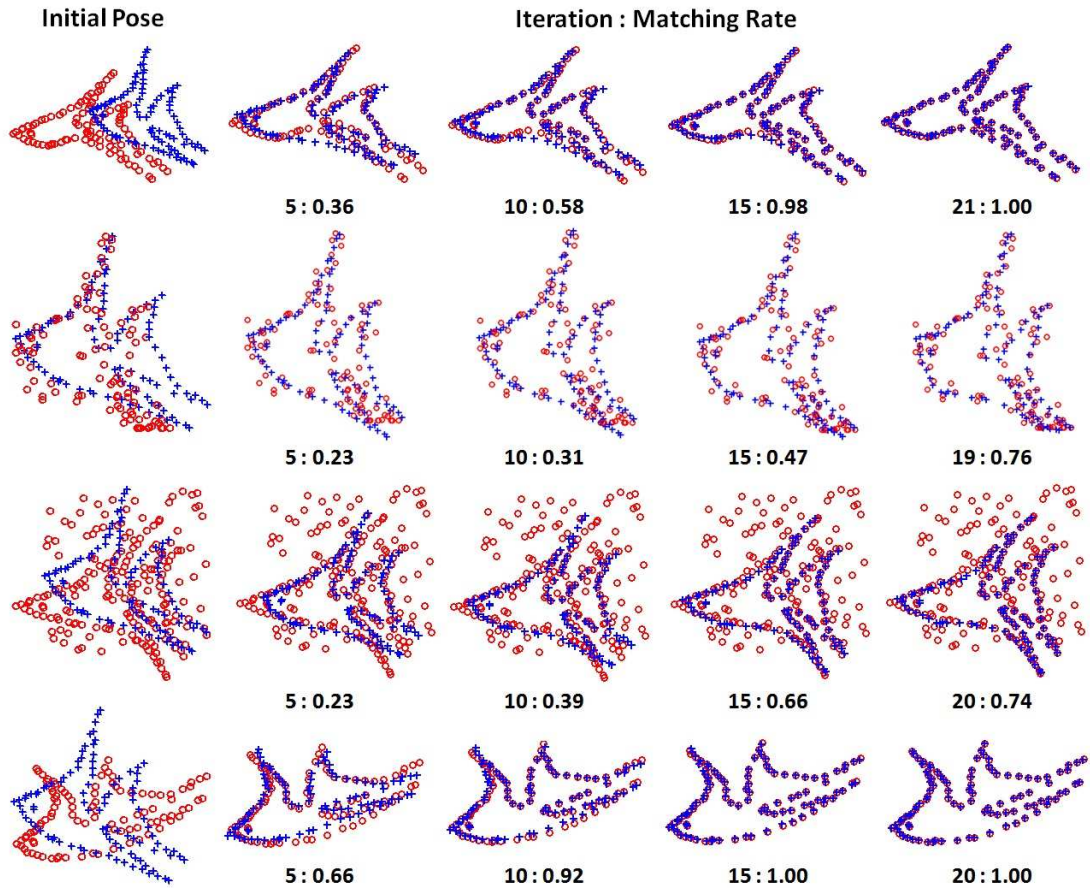 Initial Pose
Iteration : Matching Rate
5 : 0.36
10 : 0.58
15 : 0.98
21 : 1.00
5 : 0.23
10 : 0.31
15 : 0.47
19 : 0.76
5 : 0.23
10 : 0.39
15 : 0.66
20 : 0.74
5 : 0.66
10 : 0.92
15 : 1.00
20 : 1.00